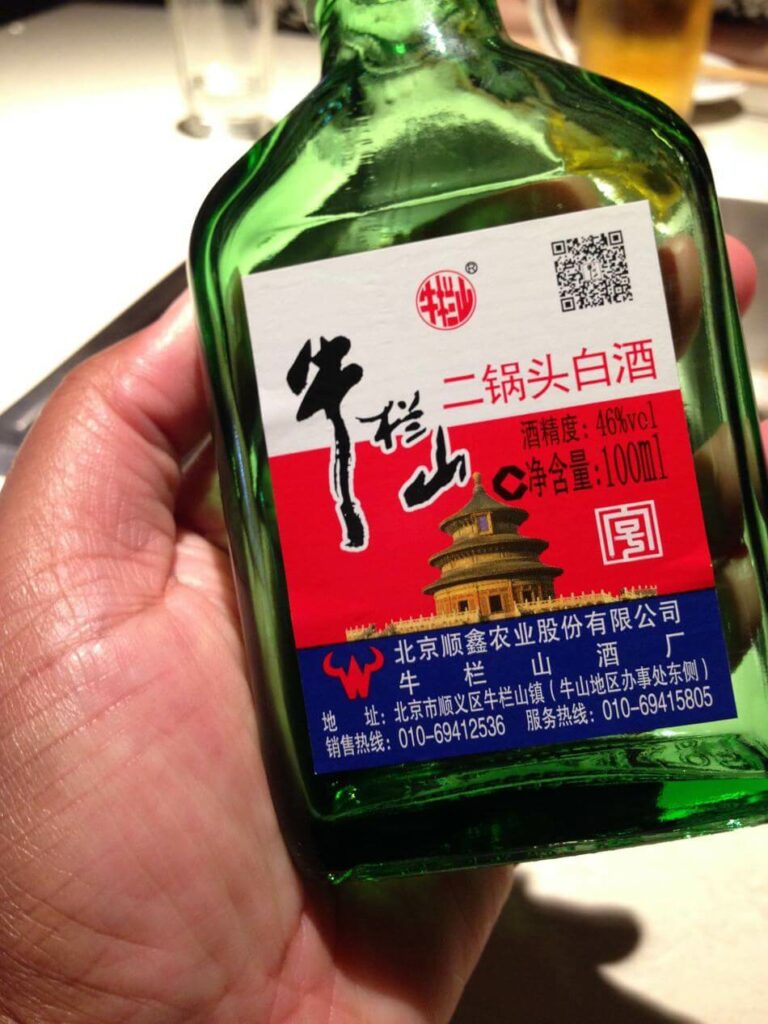 牛栏山®
牛栏山
二锅头白酒
酒精度：46%vol
C净含量：100ml
北京顺鑫农业股份有限公司
牛栏山酒厂
地 址：北京市顺义区牛栏山镇（牛山地区办事处东侧）
销售热线：010-69412536 服务热线：010-69415805